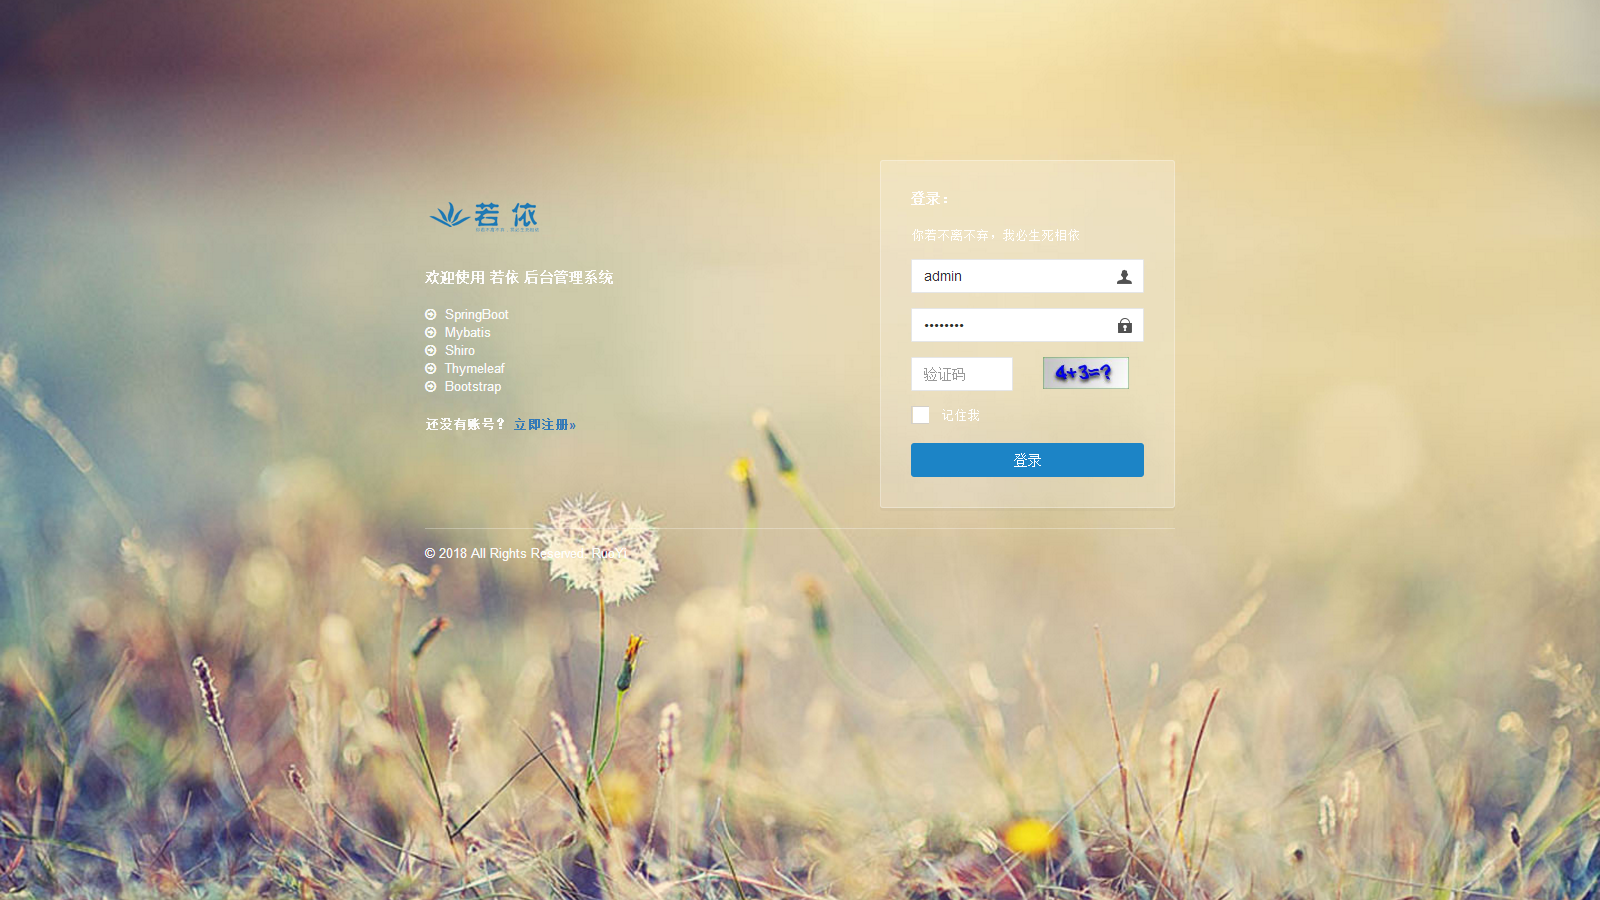 若依
欢迎使用 若依 后台管理系统
SpringBoot
Mybatis
Shiro
Thymeleaf
Bootstrap
还没有账号？ 立即注册»
登录：
你若不离不弃，我必生死相依
admin
••••••••
验证码
4+3=?
记住我
登录
© 2018 All Rights Reserved. RuoYi